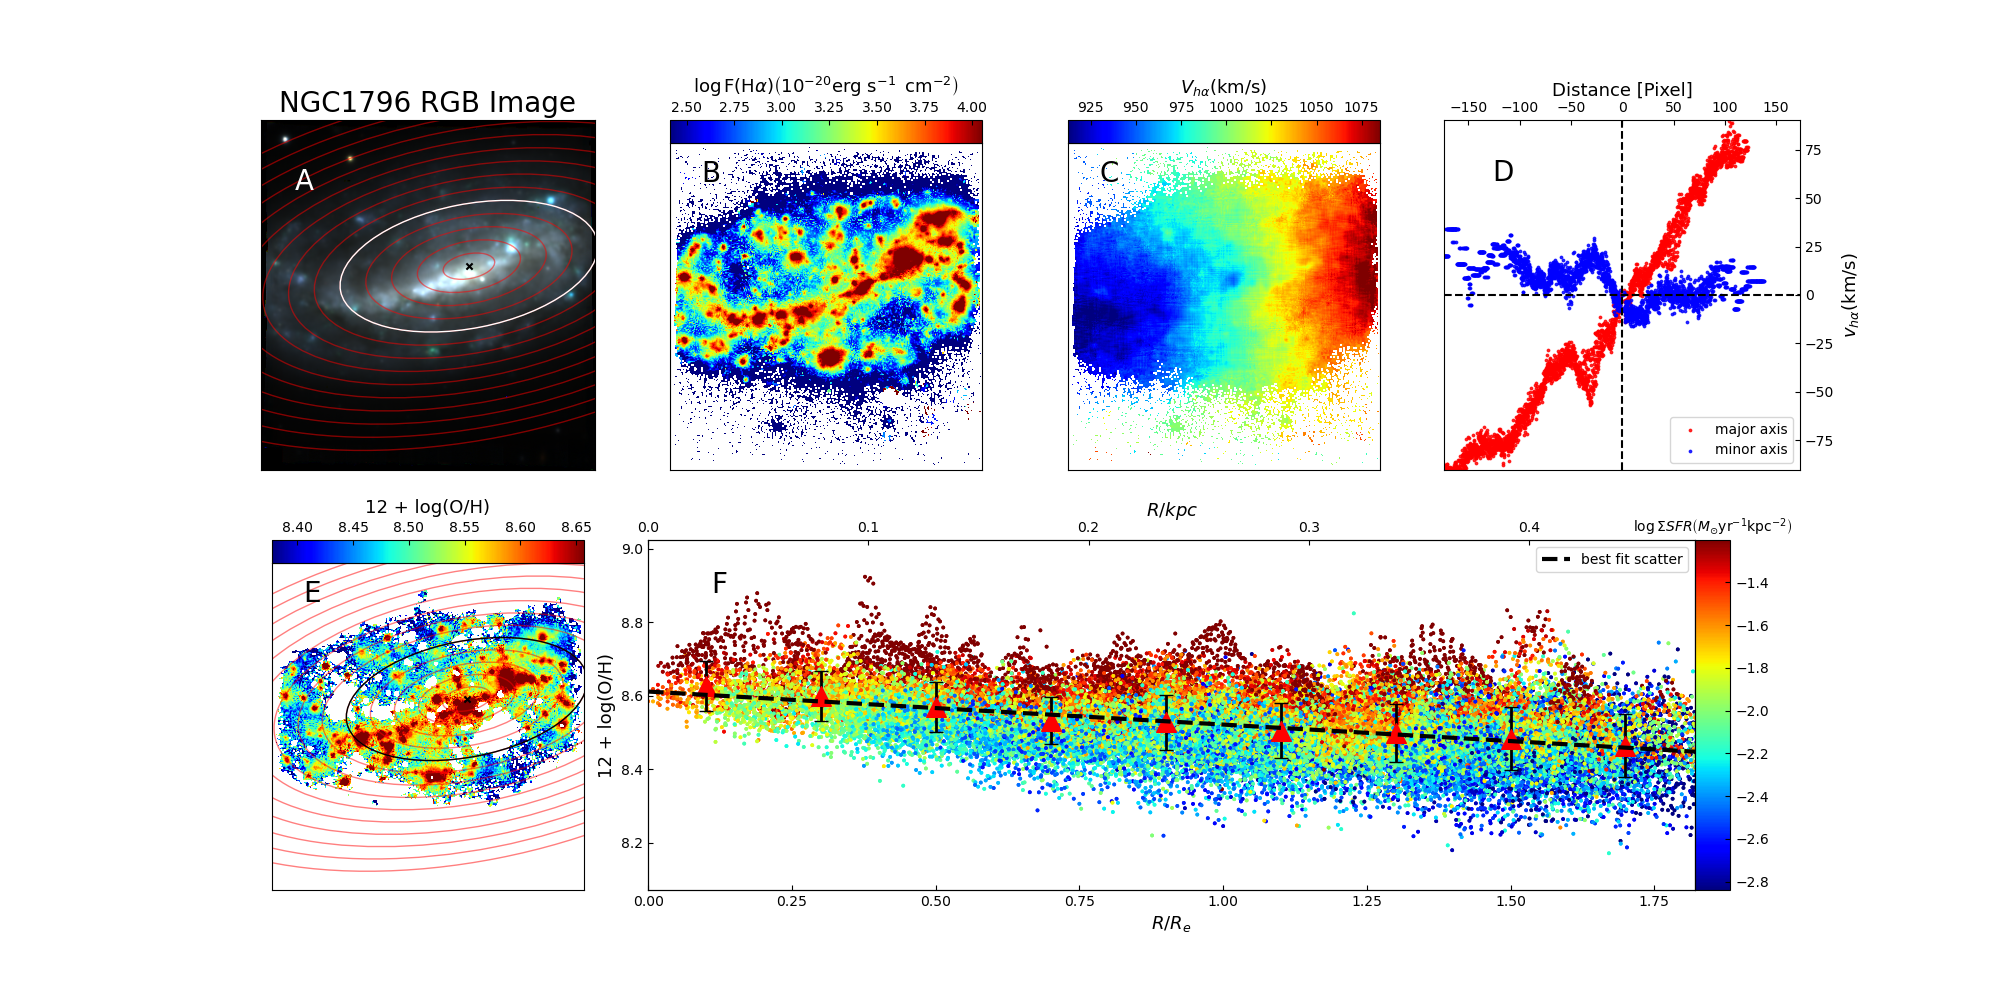 NGC1796 RGB Image
A
log F(Hα)(10⁻²⁰erg s⁻¹ cm⁻²)
2.50 2.75 3.00 3.25 3.50 3.75 4.00
B
V_{hα}(km/s)
925 950 975 1000 1025 1050 1075
C
Distance [Pixel]
−150 −100 −50 0 50 100 150
D
75
50
25
0
−25
−50
−75
v_{hα}(km/s)
major axis
minor axis
12 + log(O/H)
8.40 8.45 8.50 8.55 8.60 8.65
E
R/kpc
0.0 0.1 0.2 0.3 0.4
log ΣSFR(M_⊙yr⁻¹kpc⁻²)
best fit scatter
F
12 + log(O/H)
9.0
8.8
8.6
8.4
8.2
0.00 0.25 0.50 0.75 1.00 1.25 1.50 1.75
R/R_e
−1.4
−1.6
−1.8
−2.0
−2.2
−2.4
−2.6
−2.8